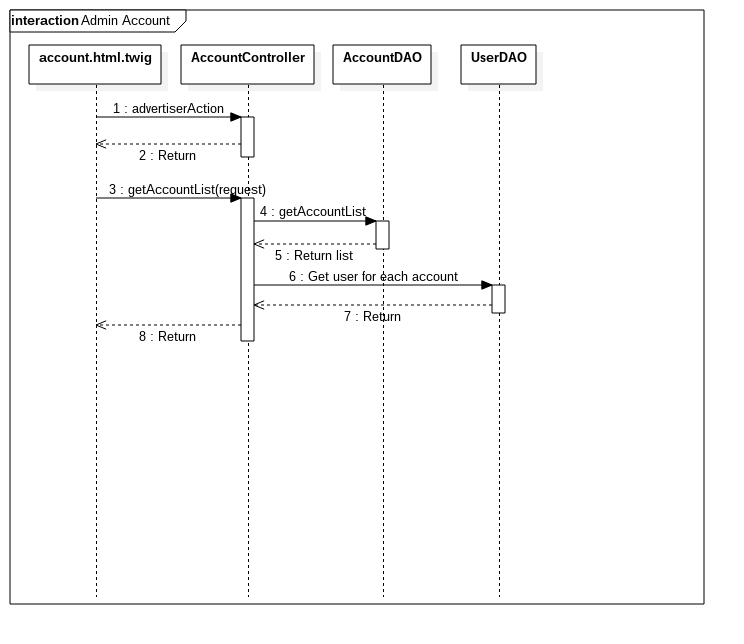 interaction Admin Account
account.html.twig
AccountController
AccountDAO
UserDAO
1 : advertiserAction
2 : Return
3 : getAccountList(request)
4 : getAccountList
5 : Return list
6 : Get user for each account
7 : Return
8 : Return